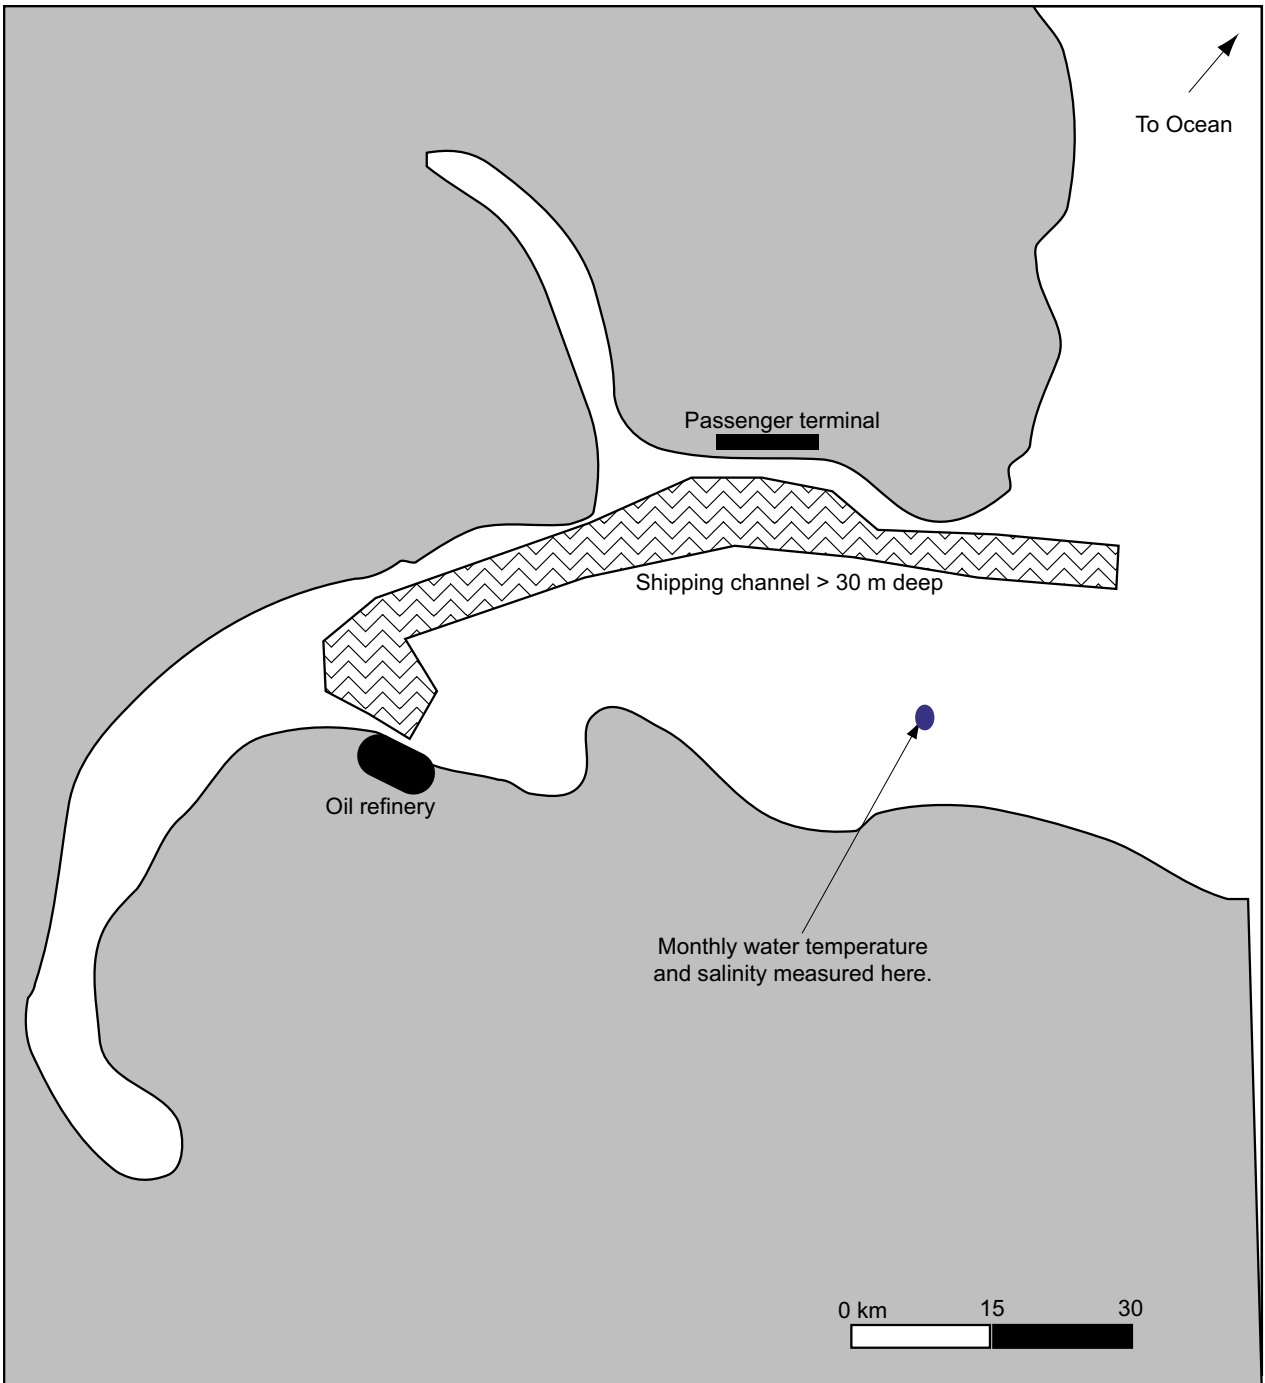 To Ocean
Passenger terminal
Shipping channel > 30 m deep
Oil refinery
Monthly water temperature
and salinity measured here.
0 km 15 30